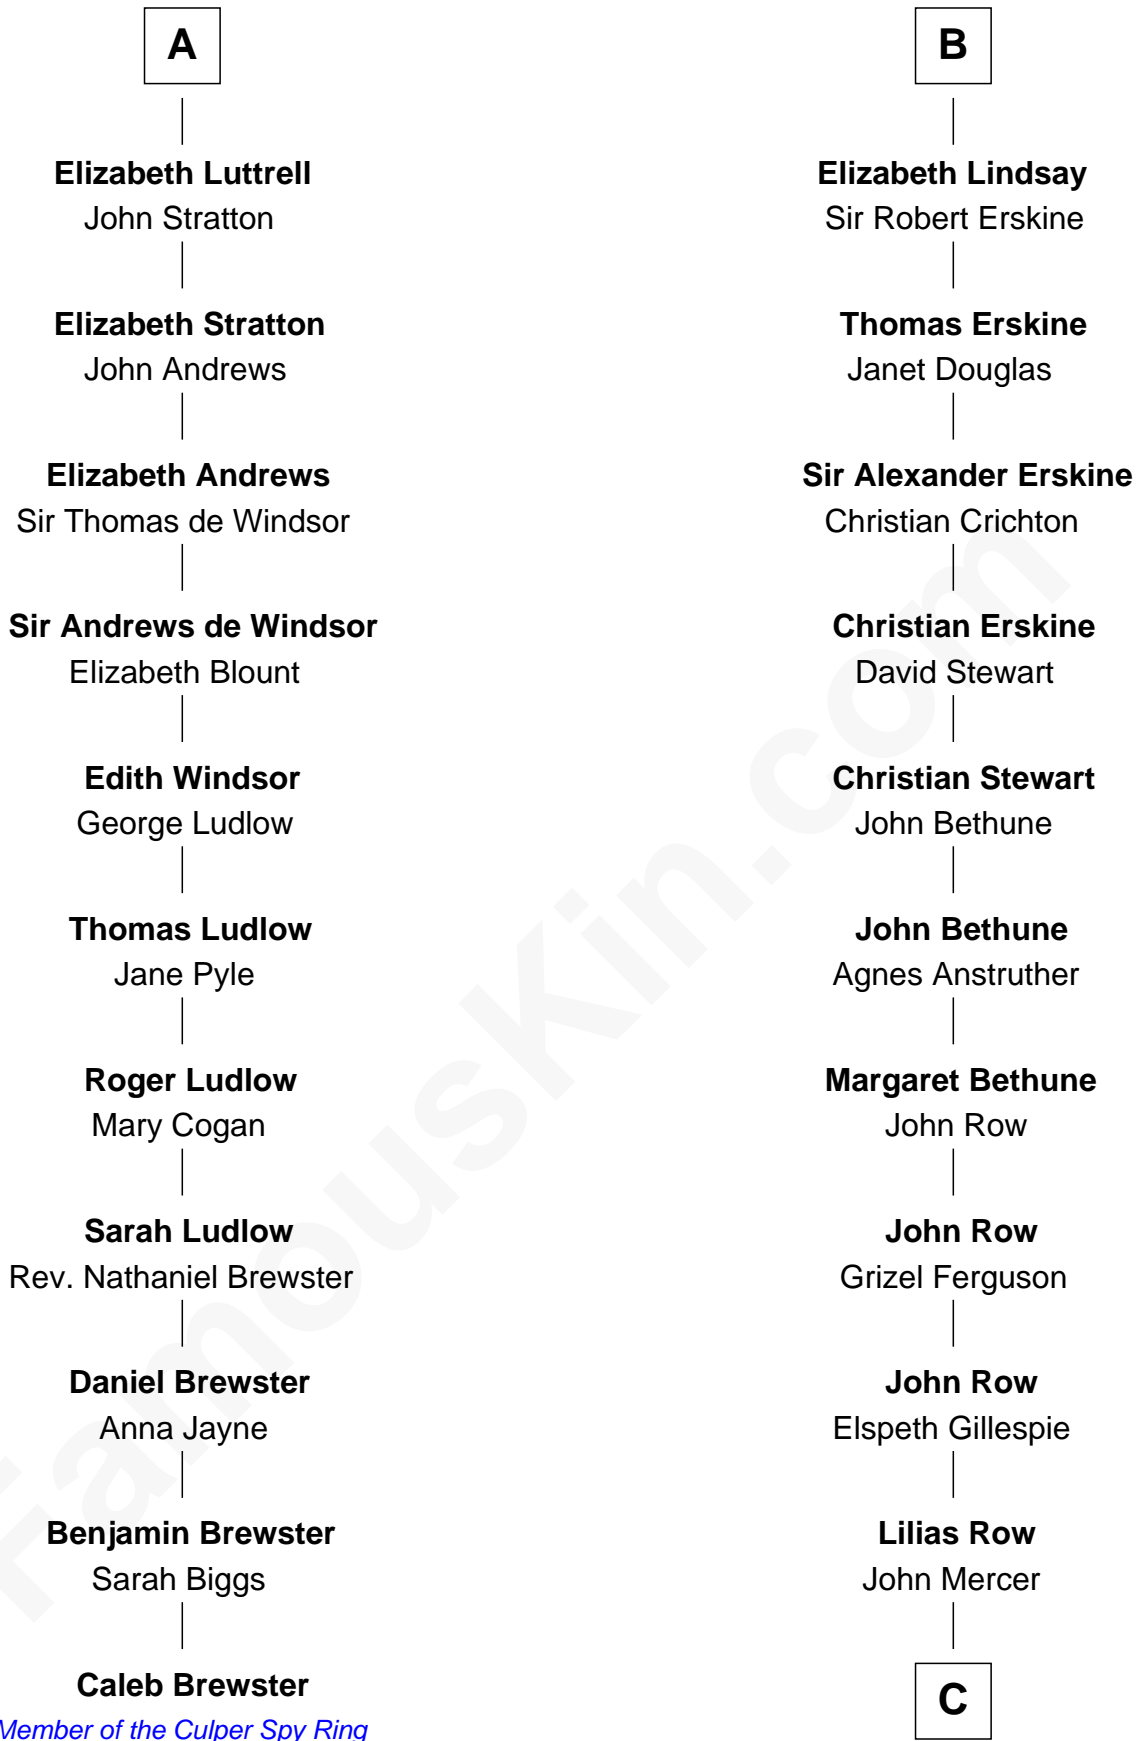 A
Elizabeth Luttrell
John Stratton
Elizabeth Stratton
John Andrews
Elizabeth Andrews
Sir Thomas de Windsor
Sir Andrews de Windsor
Elizabeth Blount
Edith Windsor
George Ludlow
Thomas Ludlow
Jane Pyle
Roger Ludlow
Mary Cogan
Sarah Ludlow
Rev. Nathaniel Brewster
Daniel Brewster
Anna Jayne
Benjamin Brewster
Sarah Biggs
Caleb Brewster
Member of the Culper Spy Ring
B
Elizabeth Lindsay
Sir Robert Erskine
Thomas Erskine
Janet Douglas
Sir Alexander Erskine
Christian Crichton
Christian Erskine
David Stewart
Christian Stewart
John Bethune
John Bethune
Agnes Anstruther
Margaret Bethune
John Row
John Row
Grizel Ferguson
John Row
Elspeth Gillespie
Lilias Row
John Mercer
C
FamousKin.com